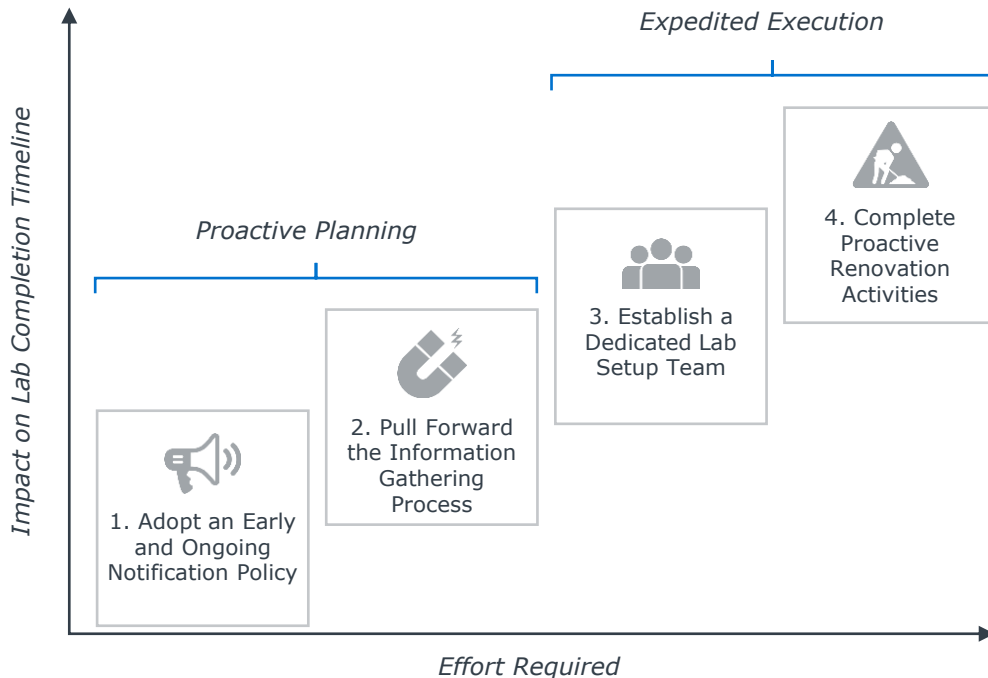 Expedited Execution
Impact on Lab Completion Timeline
Proactive Planning
4. Complete
Proactive
Renovation
Activities
3. Establish a
Dedicated Lab
Setup Team
2. Pull Forward
the Information
Gathering
Process
1. Adopt an Early
and Ongoing
Notification Policy
Effort Required